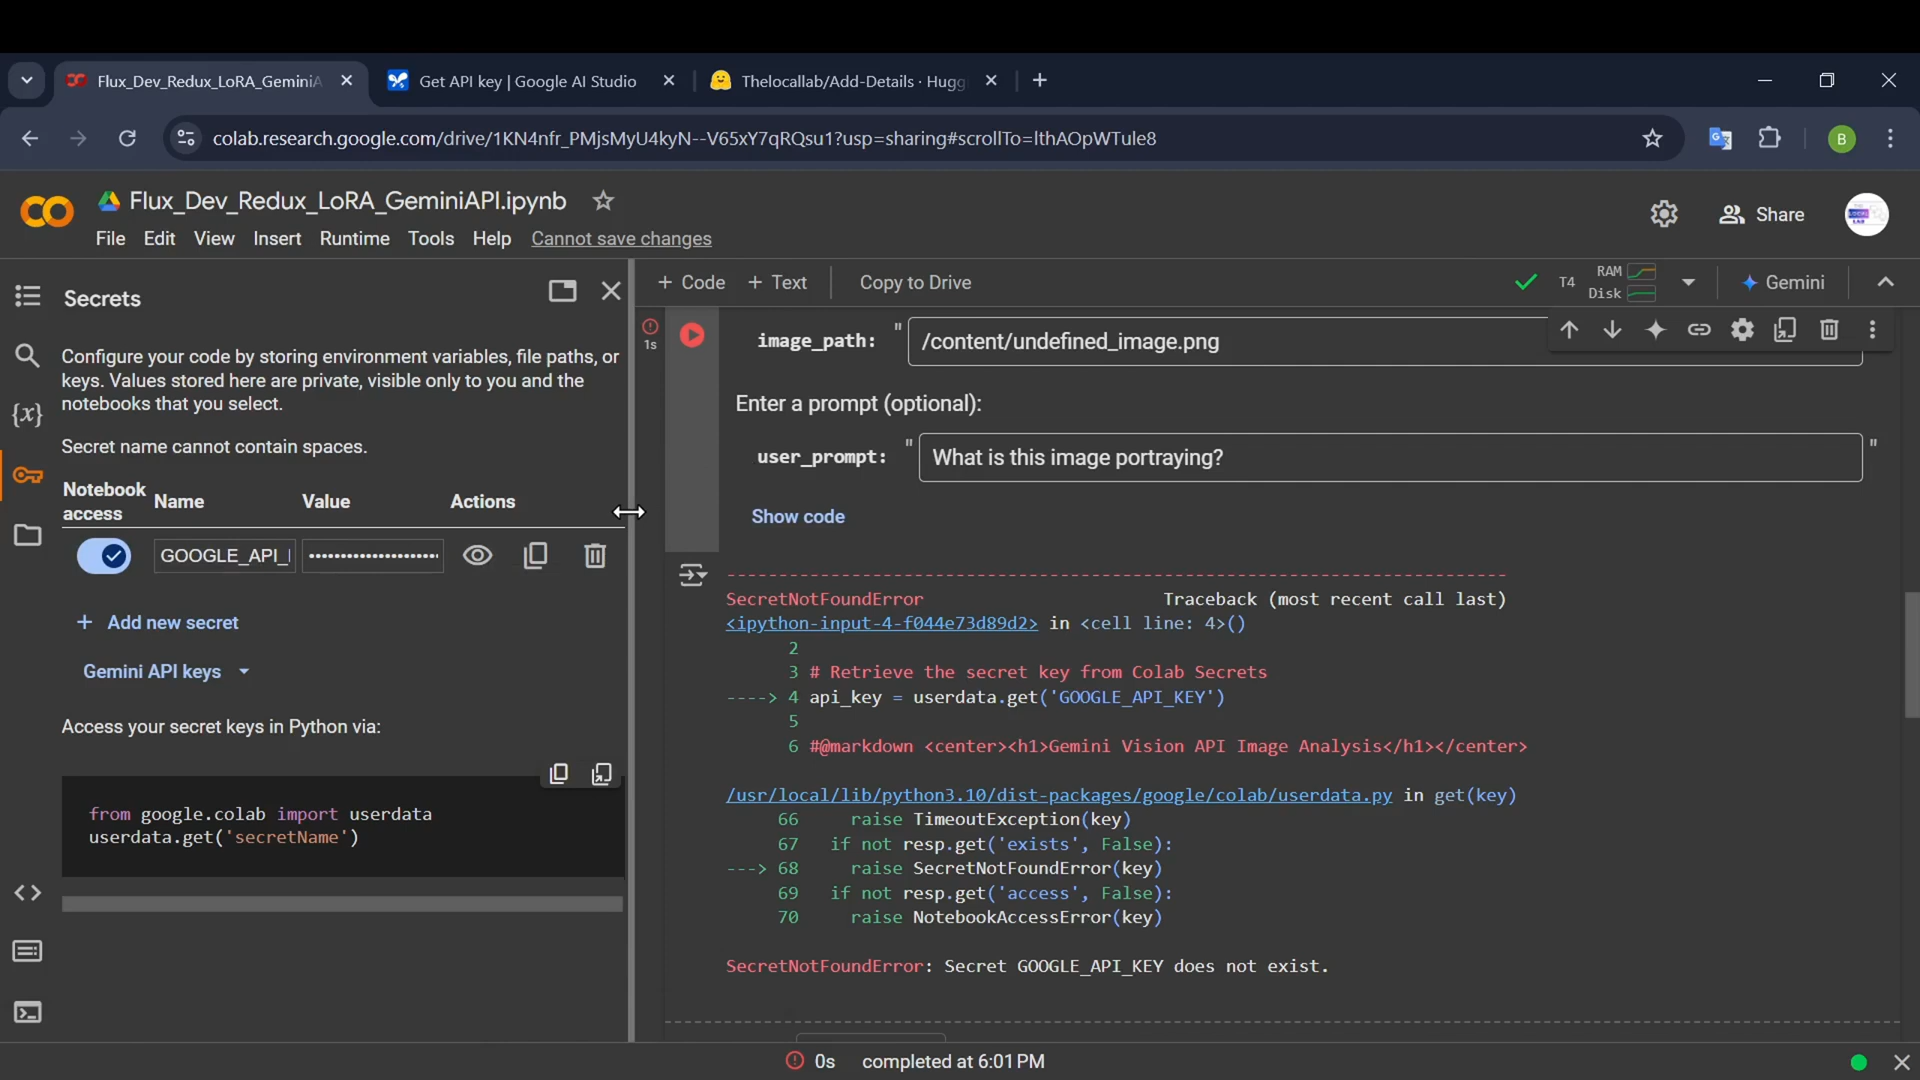 Flux_Dev_Redux_LoRA_GeminiA
Get API key | Google AI Studio
Thelocallab/Add-Details · Hugg
colab.research.google.com/drive/1KN4nfr_PMjsMyU4kyN--V65xY7qRQsu1?usp=sharing#scrollTo=lthAOpWTule8
B
Flux_Dev_Redux_LoRA_GeminiAPI.ipynb
Share
File Edit View Insert Runtime Tools Help Cannot save changes
Secrets
+ Code + Text Copy to Drive
T4 RAM
Disk
Gemini
Configure your code by storing environment variables, file paths, or
keys. Values stored here are private, visible only to you and the
notebooks that you select.
Secret name cannot contain spaces.
Notebook
access
Name Value Actions
GOOGLE_API_ ••••••••••••••••••••
+ Add new secret
Gemini API keys
Access your secret keys in Python via:
from google.colab import userdata
userdata.get('secretName')
1s
image_path: " /content/undefined_image.png
Enter a prompt (optional):
user_prompt: " What is this image portraying? "
Show code
---------------------------------------------------------------------------
SecretNotFoundError Traceback (most recent call last)
<ipython-input-4-f044e73d89d2> in <cell line: 4>()
2
3 # Retrieve the secret key from Colab Secrets
----> 4 api_key = userdata.get('GOOGLE_API_KEY')
5
6 #@markdown <center><h1>Gemini Vision API Image Analysis</h1></center>
/usr/local/lib/python3.10/dist-packages/google/colab/userdata.py in get(key)
66 raise TimeoutException(key)
67 if not resp.get('exists', False):
---> 68 raise SecretNotFoundError(key)
69 if not resp.get('access', False):
70 raise NotebookAccessError(key)
SecretNotFoundError: Secret GOOGLE_API_KEY does not exist.
0s completed at 6:01 PM